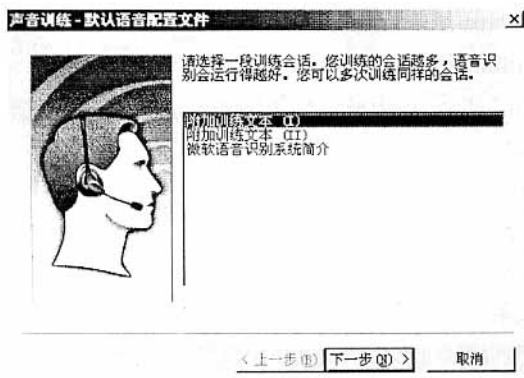 声音训练 - 默认语音配置文件
请选择一段训练会话。您训练的会话越多，语音识
别会运行得越好。您可以多次训练同样的会话。
附加训练文本 (I)
附加训练文本 (II)
微软语音识别系统简介
< 上一步(B)
下一步(N) >
取消